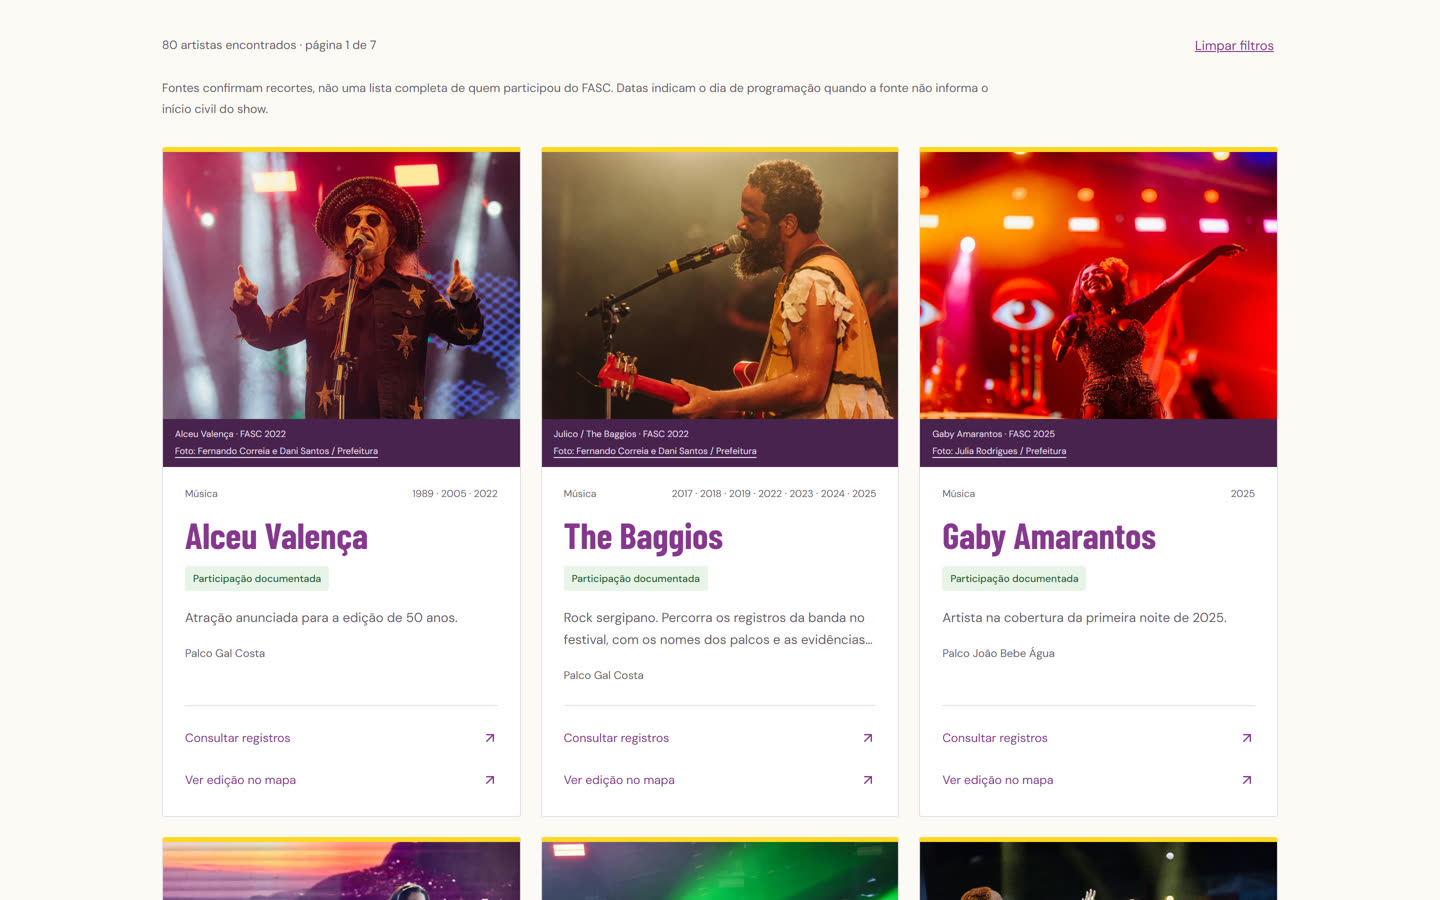 80 artistas encontrados · página 1 de 7
Limpar filtros
Fontes confirmam recortes, não uma lista completa de quem participou do FASC. Datas indicam o dia de programação quando a fonte não informa o
início civil do show.
Alceu Valença · FASC 2022
Foto: Fernando Correia e Dani Santos / Prefeitura
Música
1989 · 2005 · 2022
Alceu Valença
Participação documentada
Atração anunciada para a edição de 50 anos.
Palco Gal Costa
Consultar registros
Ver edição no mapa
Julico / The Baggios · FASC 2022
Foto: Fernando Correia e Dani Santos / Prefeitura
Música
2017 · 2018 · 2019 · 2022 · 2023 · 2024 · 2025
The Baggios
Participação documentada
Rock sergipano. Percorra os registros da banda no
festival, com os nomes dos palcos e as evidências...
Palco Gal Costa
Consultar registros
Ver edição no mapa
Gaby Amarantos · FASC 2025
Foto: Julia Rodrigues / Prefeitura
Música
2025
Gaby Amarantos
Participação documentada
Artista na cobertura da primeira noite de 2025.
Palco João Bebe Água
Consultar registros
Ver edição no mapa